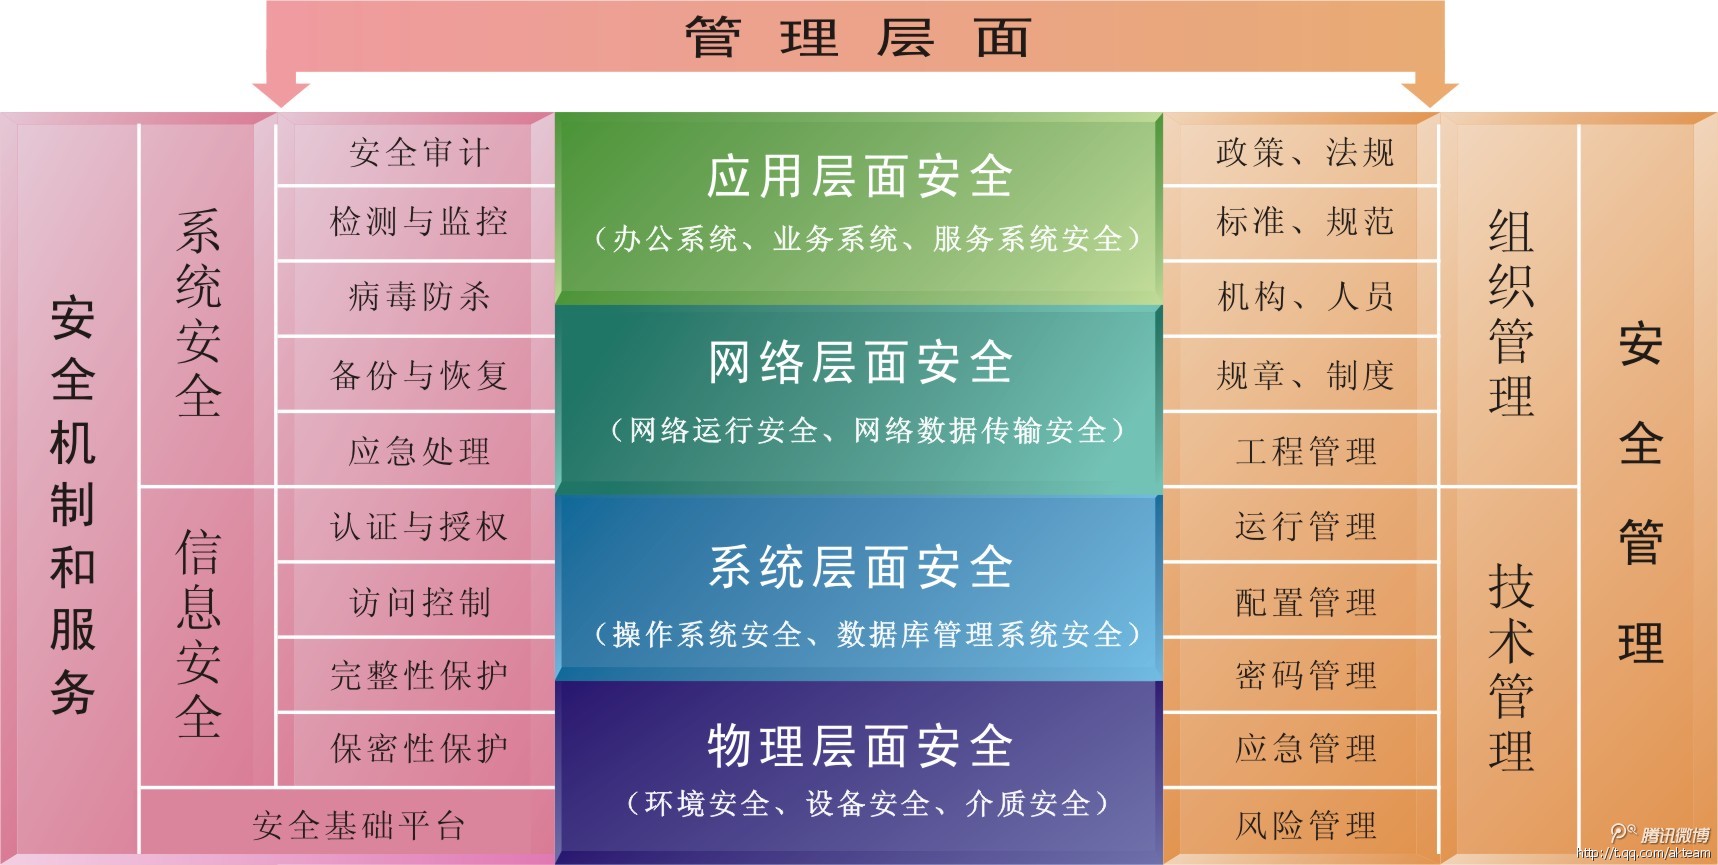 管理层面
安全机制和服务
系统安全
安全审计
检测与监控
病毒防杀
备份与恢复
应急处理
信息安全
认证与授权
访问控制
完整性保护
保密性保护
安全基础平台
应用层面安全
（办公系统、业务系统、服务系统安全）
网络层面安全
（网络运行安全、网络数据传输安全）
系统层面安全
（操作系统安全、数据库管理系统安全）
物理层面安全
（环境安全、设备安全、介质安全）
政策、法规
标准、规范
机构、人员
规章、制度
工程管理
运行管理
配置管理
密码管理
应急管理
风险管理
组织管理
技术管理
安全管理
腾讯微博
http://t.qq.com/akteam